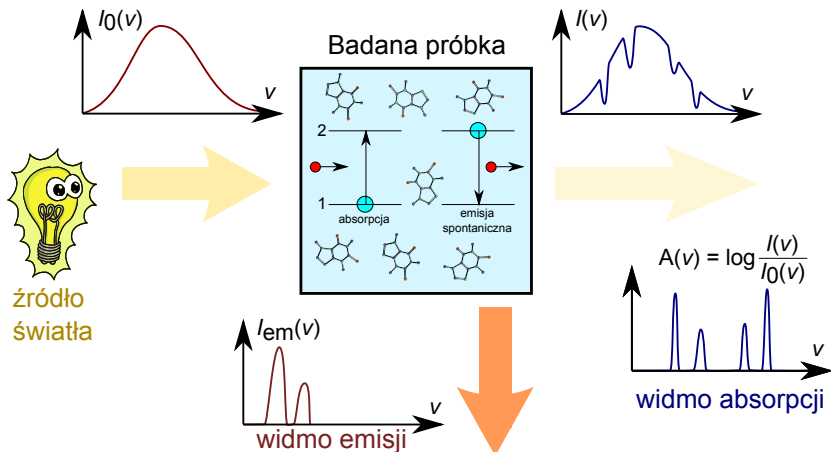 I0(ν)
ν
Badana próbka
I(ν)
ν
2
1
absorpcja
emisja
spontaniczna
źródło
światła
A(ν) = log I(ν)/I0(ν)
ν
widmo absorpcji
Iem(ν)
ν
widmo emisji